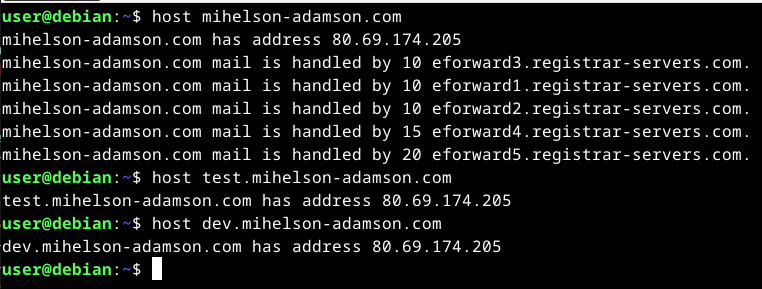 user@debian:~$ host mihelson-adamson.com
mihelson-adamson.com has address 80.69.174.205
mihelson-adamson.com mail is handled by 10 eforward3.registrar-servers.com.
mihelson-adamson.com mail is handled by 10 eforward1.registrar-servers.com.
mihelson-adamson.com mail is handled by 10 eforward2.registrar-servers.com.
mihelson-adamson.com mail is handled by 15 eforward4.registrar-servers.com.
mihelson-adamson.com mail is handled by 20 eforward5.registrar-servers.com.
user@debian:~$ host test.mihelson-adamson.com
test.mihelson-adamson.com has address 80.69.174.205
user@debian:~$ host dev.mihelson-adamson.com
dev.mihelson-adamson.com has address 80.69.174.205
user@debian:~$